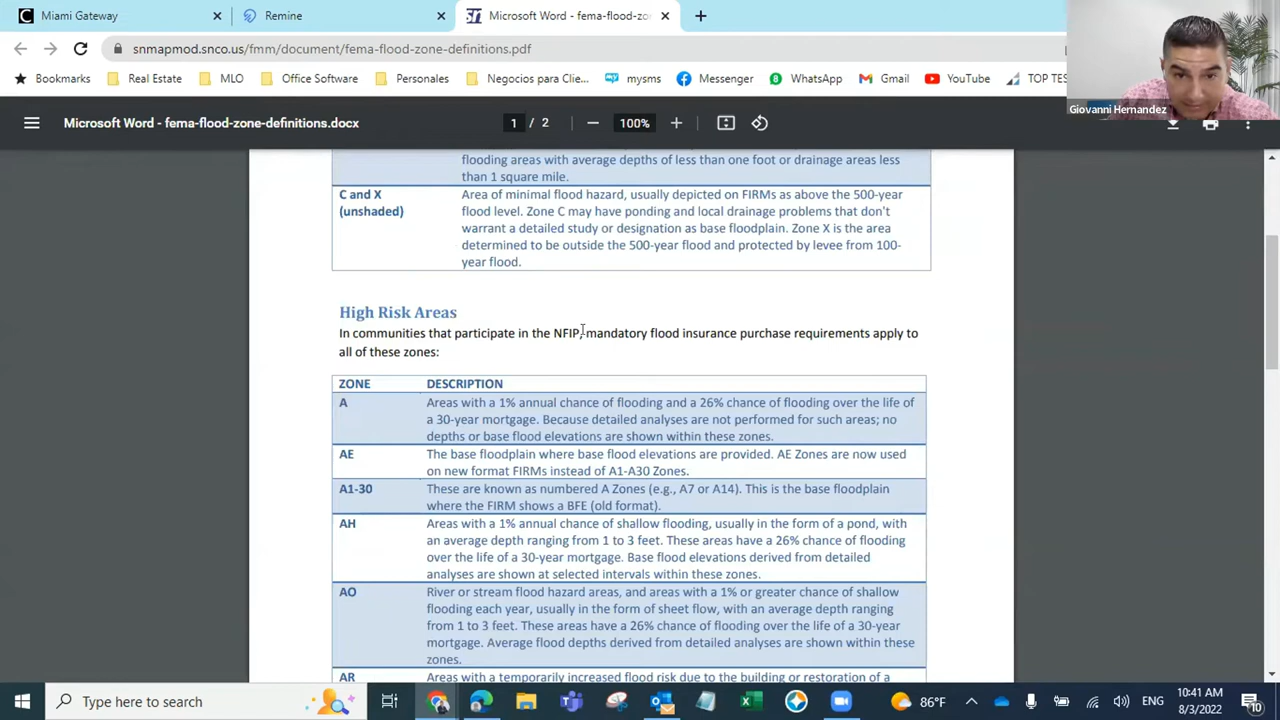 Miami Gateway
Remine
Microsoft Word - fema-flood-zo
snmapmod.snco.us/fmm/document/fema-flood-zone-definitions.pdf
Bookmarks
Real Estate
MLO
Office Software
Personales
Negocios para Clie...
mysms
Messenger
WhatsApp
Gmail
YouTube
TOP TES
Giovanni Hernandez
Microsoft Word - fema-flood-zone-definitions.docx
1 / 2
100%
flooding areas with average depths of less than one foot or drainage areas less
than 1 square mile.
C and X
(unshaded)
Area of minimal flood hazard, usually depicted on FIRMs as above the 500-year
flood level. Zone C may have ponding and local drainage problems that don't
warrant a detailed study or designation as base floodplain. Zone X is the area
determined to be outside the 500-year flood and protected by levee from 100-
year flood.
High Risk Areas
In communities that participate in the NFIP, mandatory flood insurance purchase requirements apply to
all of these zones:
ZONE DESCRIPTION
A Areas with a 1% annual chance of flooding and a 26% chance of flooding over the life of
a 30-year mortgage. Because detailed analyses are not performed for such areas; no
depths or base flood elevations are shown within these zones.
AE The base floodplain where base flood elevations are provided. AE Zones are now used
on new format FIRMs instead of A1-A30 Zones.
A1-30 These are known as numbered A Zones (e.g., A7 or A14). This is the base floodplain
where the FIRM shows a BFE (old format).
AH Areas with a 1% annual chance of shallow flooding, usually in the form of a pond, with
an average depth ranging from 1 to 3 feet. These areas have a 26% chance of flooding
over the life of a 30-year mortgage. Base flood elevations derived from detailed
analyses are shown at selected intervals within these zones.
AO River or stream flood hazard areas, and areas with a 1% or greater chance of shallow
flooding each year, usually in the form of sheet flow, with an average depth ranging
from 1 to 3 feet. These areas have a 26% chance of flooding over the life of a 30-year
mortgage. Average flood depths derived from detailed analyses are shown within these
zones.
AR Areas with a temporarily increased flood risk due to the building or restoration of a
Type here to search
86°F
ENG
10:41 AM
8/3/2022
10